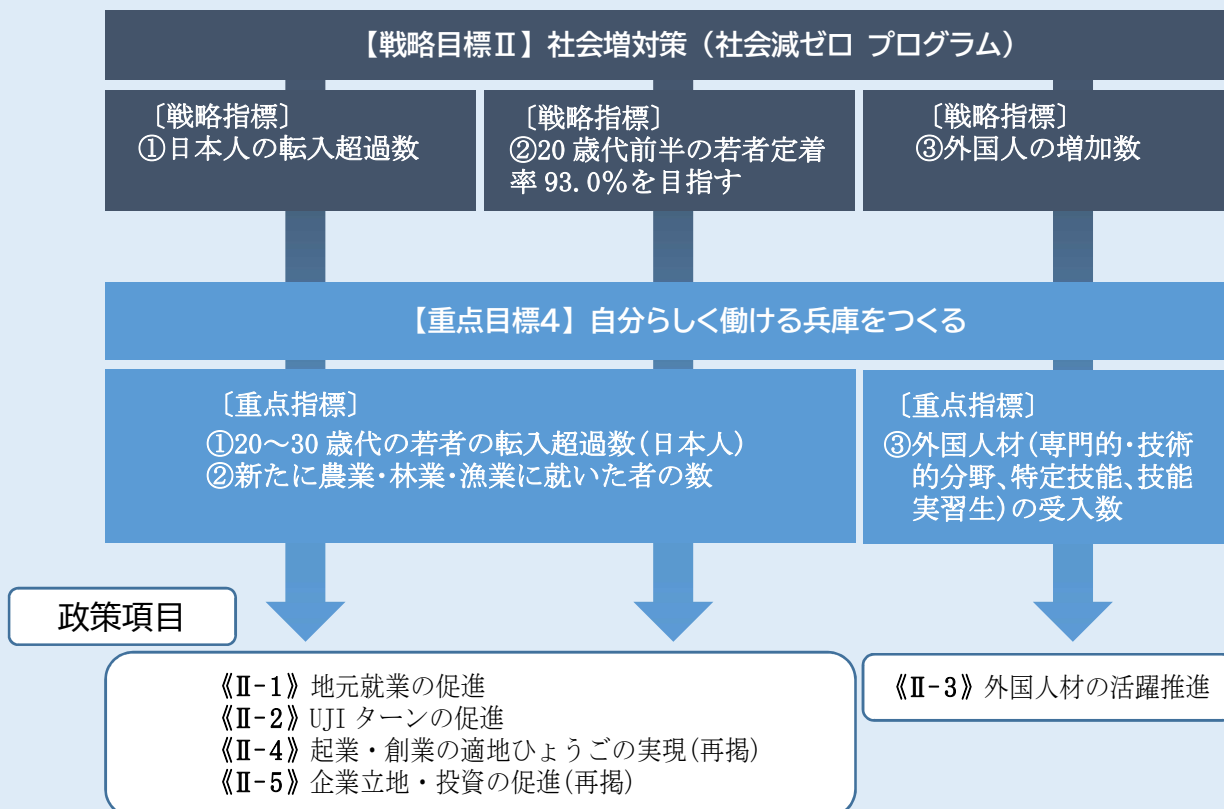 【戦略目標Ⅱ】社会増対策（社会減ゼロ プログラム）
〔戦略指標〕
①日本人の転入超過数
〔戦略指標〕
②20 歳代前半の若者定着
率 93.0％を目指す
〔戦略指標〕
③外国人の増加数
【重点目標4】自分らしく働ける兵庫をつくる
〔重点指標〕
①20～30 歳代の若者の転入超過数(日本人)
②新たに農業・林業・漁業に就いた者の数
〔重点指標〕
③外国人材(専門的・技術
的分野、特定技能、技能
実習生)の受入数
政策項目
《Ⅱ-1》地元就業の促進
《Ⅱ-2》UJI ターンの促進
《Ⅱ-4》起業・創業の適地ひょうごの実現(再掲)
《Ⅱ-5》企業立地・投資の促進(再掲)
《Ⅱ-3》外国人材の活躍推進